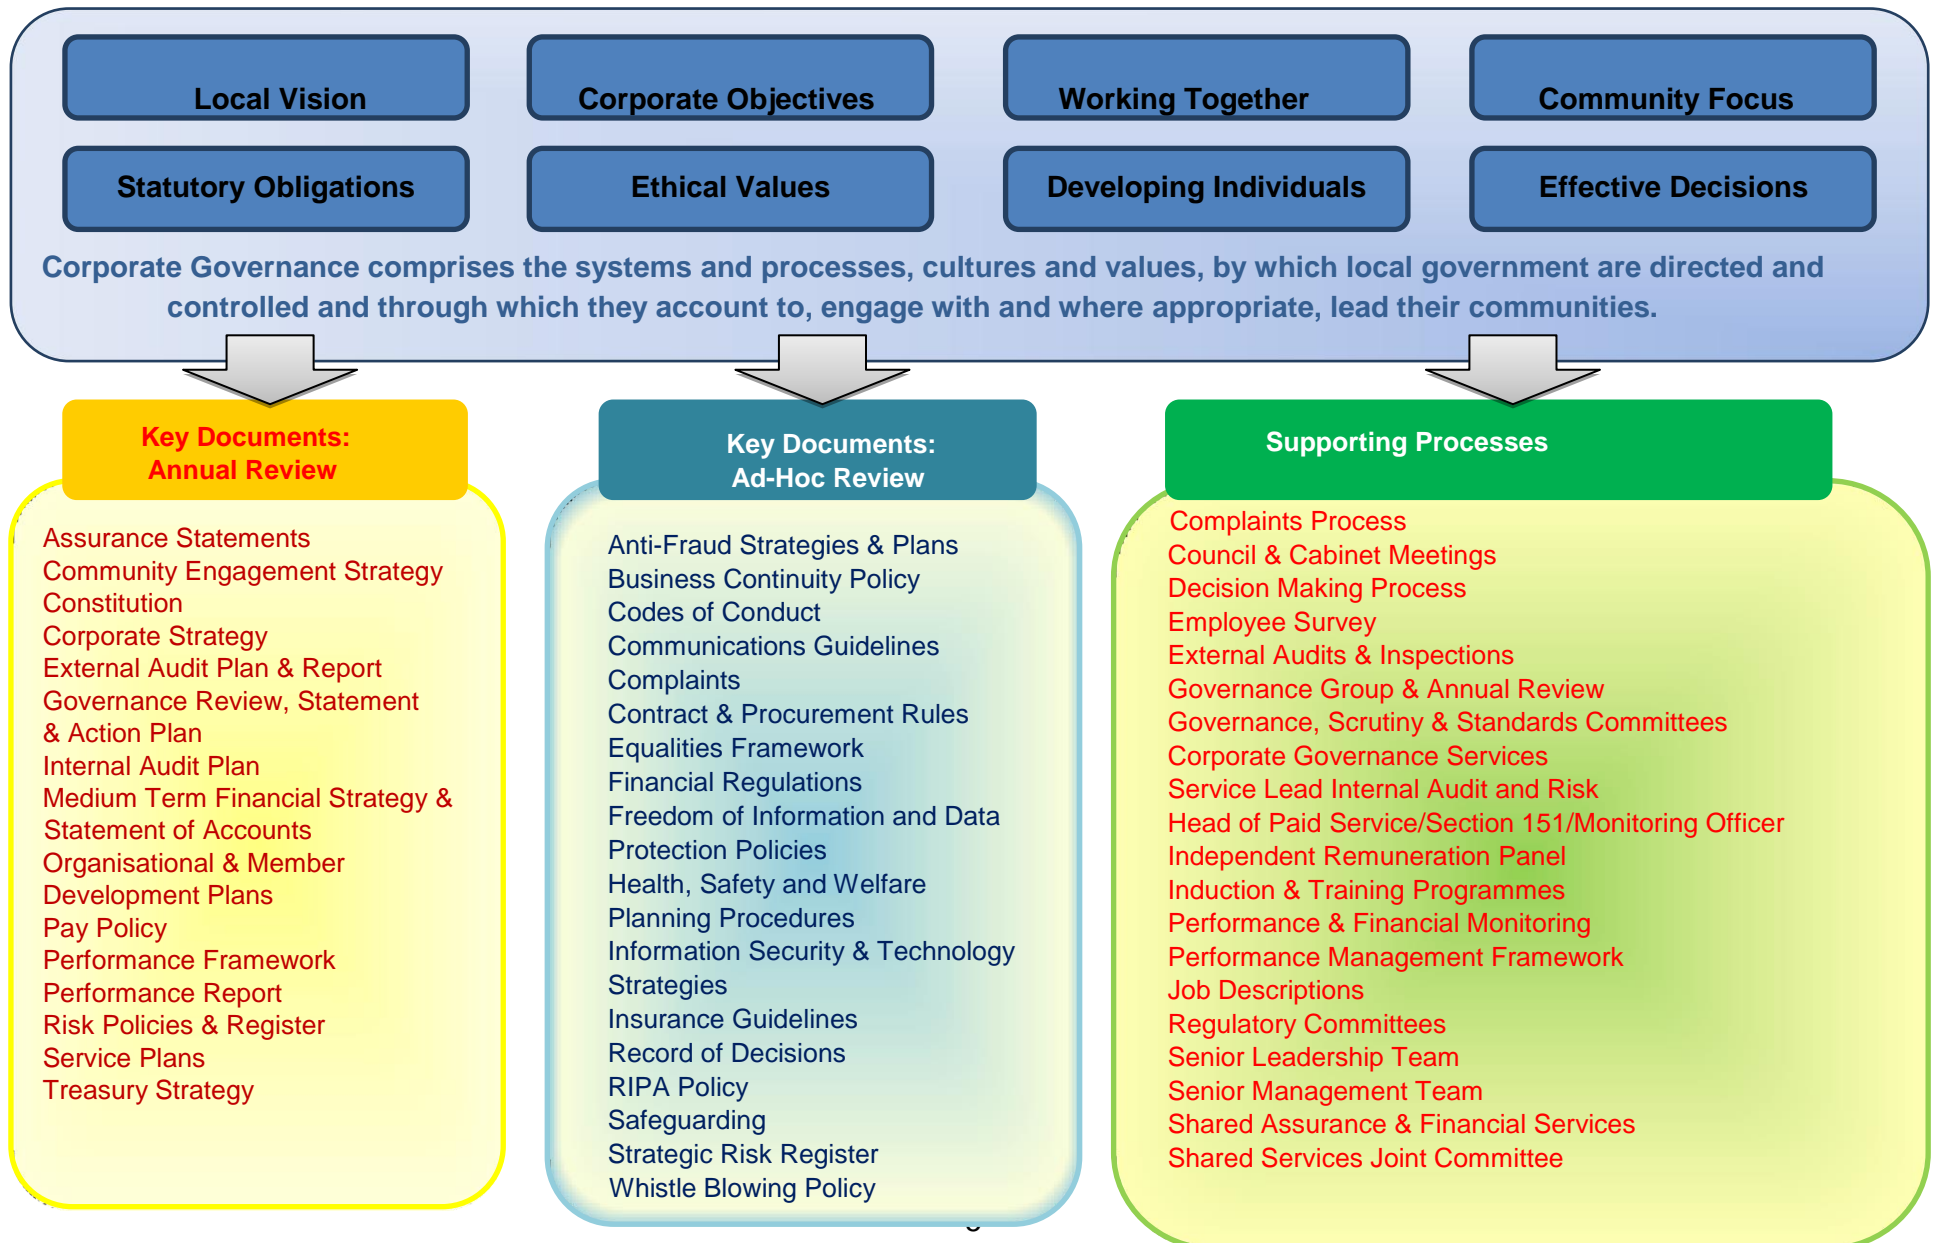 Local Vision
Corporate Objectives
Working Together
Community Focus
Statutory Obligations
Ethical Values
Developing Individuals
Effective Decisions
Corporate Governance comprises the systems and processes, cultures and values, by which local government are directed and
controlled and through which they account to, engage with and where appropriate, lead their communities.
Key Documents:
Annual Review
Assurance Statements
Community Engagement Strategy
Constitution
Corporate Strategy
External Audit Plan & Report
Governance Review, Statement
& Action Plan
Internal Audit Plan
Medium Term Financial Strategy &
Statement of Accounts
Organisational & Member
Development Plans
Pay Policy
Performance Framework
Performance Report
Risk Policies & Register
Service Plans
Treasury Strategy
Key Documents:
Ad-Hoc Review
Anti-Fraud Strategies & Plans
Business Continuity Policy
Codes of Conduct
Communications Guidelines
Complaints
Contract & Procurement Rules
Equalities Framework
Financial Regulations
Freedom of Information and Data
Protection Policies
Health, Safety and Welfare
Planning Procedures
Information Security & Technology
Strategies
Insurance Guidelines
Record of Decisions
RIPA Policy
Safeguarding
Strategic Risk Register
Whistle Blowing Policy
Supporting Processes
Complaints Process
Council & Cabinet Meetings
Decision Making Process
Employee Survey
External Audits & Inspections
Governance Group & Annual Review
Governance, Scrutiny & Standards Committees
Corporate Governance Services
Service Lead Internal Audit and Risk
Head of Paid Service/Section 151/Monitoring Officer
Independent Remuneration Panel
Induction & Training Programmes
Performance & Financial Monitoring
Performance Management Framework
Job Descriptions
Regulatory Committees
Senior Leadership Team
Senior Management Team
Shared Assurance & Financial Services
Shared Services Joint Committee